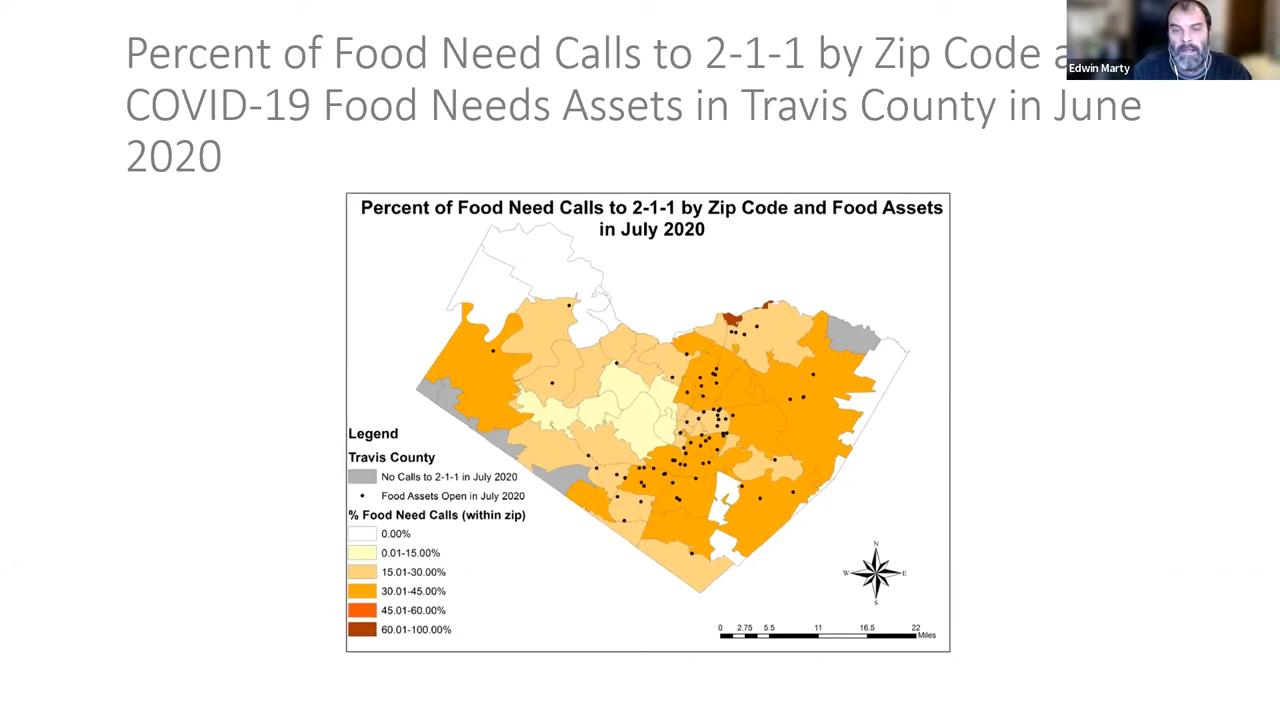 Percent of Food Need Calls to 2-1-1 by Zip Code
COVID-19 Food Needs Assets in Travis County in June
2020
Edwin Marty
Percent of Food Need Calls to 2-1-1 by Zip Code and Food Assets
in July 2020
Legend
Travis County
No Calls to 2-1-1 in July 2020
Food Assets Open in July 2020
% Food Need Calls (within zip)
0.00%
0.01-15.00%
15.01-30.00%
30.01-45.00%
45.01-60.00%
60.01-100.00%
N
W
E
S
0 2.75 5.5 11 16.5 22
Miles